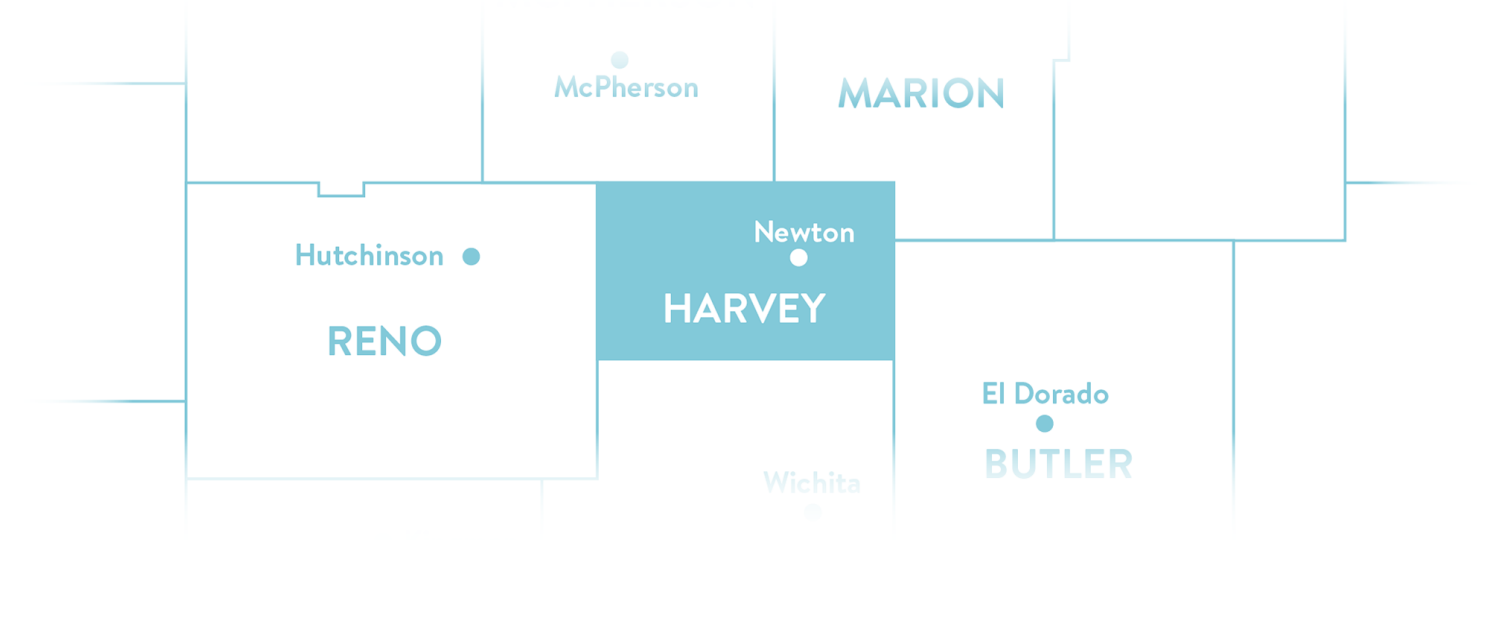 McPherson
MARION
Newton
Hutchinson
HARVEY
RENO
El Dorado
BUTLER
Wichita